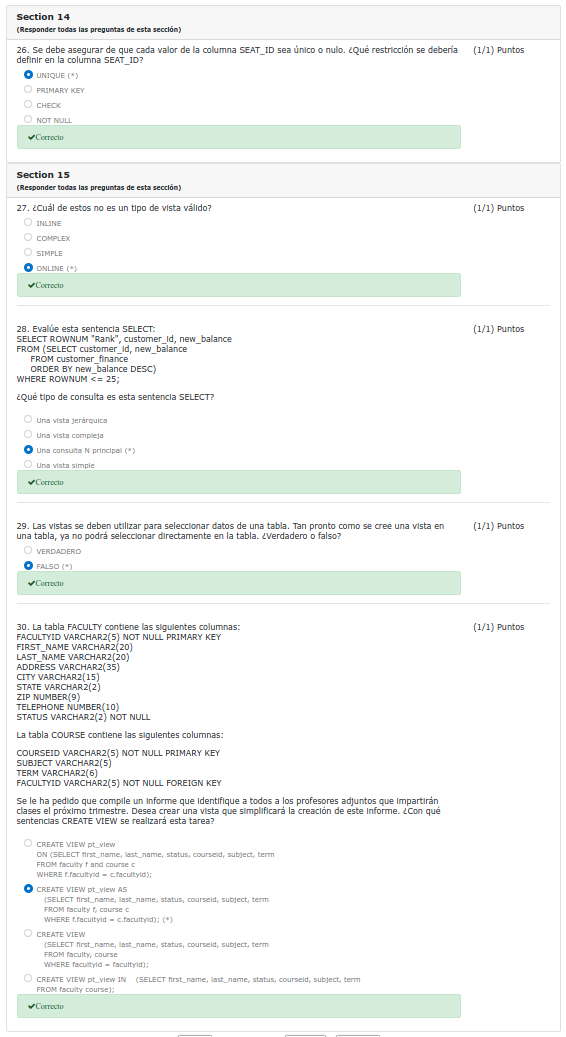 Section 14
(Responder todas las preguntas de esta sección)
26. Se debe asegurar de que cada valor de la columna SEAT_ID sea único o nulo. ¿Qué restricción se debería (1/1) Puntos
definir en la columna SEAT_ID?
UNIQUE (*)
PRIMARY KEY
CHECK
NOT NULL
✔Correcto
Section 15
(Responder todas las preguntas de esta sección)
27. ¿Cuál de estos no es un tipo de vista válido? (1/1) Puntos
INLINE
COMPLEX
SIMPLE
ONLINE (*)
✔Correcto
28. Evalúe esta sentencia SELECT: (1/1) Puntos
SELECT ROWNUM "Rank", customer_id, new_balance
FROM (SELECT customer_id, new_balance
FROM customer_finance
ORDER BY new_balance DESC)
WHERE ROWNUM <= 25;
¿Qué tipo de consulta es esta sentencia SELECT?
Una vista jerárquica
Una vista compleja
Una consulta N principal (*)
Una vista simple
✔Correcto
29. Las vistas se deben utilizar para seleccionar datos de una tabla. Tan pronto como se cree una vista en (1/1) Puntos
una tabla, ya no podrá seleccionar directamente en la tabla. ¿Verdadero o falso?
VERDADERO
FALSO (*)
✔Correcto
30. La tabla FACULTY contiene las siguientes columnas: (1/1) Puntos
FACULTYID VARCHAR2(5) NOT NULL PRIMARY KEY
FIRST_NAME VARCHAR2(20)
LAST_NAME VARCHAR2(20)
ADDRESS VARCHAR2(35)
CITY VARCHAR2(15)
STATE VARCHAR2(2)
ZIP NUMBER(9)
TELEPHONE NUMBER(10)
STATUS VARCHAR2(2) NOT NULL
La tabla COURSE contiene las siguientes columnas:
COURSEID VARCHAR2(5) NOT NULL PRIMARY KEY
SUBJECT VARCHAR2(5)
TERM VARCHAR2(6)
FACULTYID VARCHAR2(5) NOT NULL FOREIGN KEY
Se le ha pedido que compile un informe que identifique a todos a los profesores adjuntos que impartirán
clases el próximo trimestre. Desea crear una vista que simplificará la creación de este informe. ¿Con qué
sentencias CREATE VIEW se realizará esta tarea?
CREATE VIEW pt_view
ON (SELECT first_name, last_name, status, courseid, subject, term
FROM faculty f and course c
WHERE f.facultyid = c.facultyid);
CREATE VIEW pt_view AS
(SELECT first_name, last_name, status, courseid, subject, term
FROM faculty f, course c
WHERE f.facultyid = c.facultyid); (*)
CREATE VIEW
(SELECT first_name, last_name, status, courseid, subject, term
FROM faculty, course
WHERE facultyid = facultyid);
CREATE VIEW pt_view IN (SELECT first_name, last_name, status, courseid, subject, term
FROM faculty course);
✔Correcto